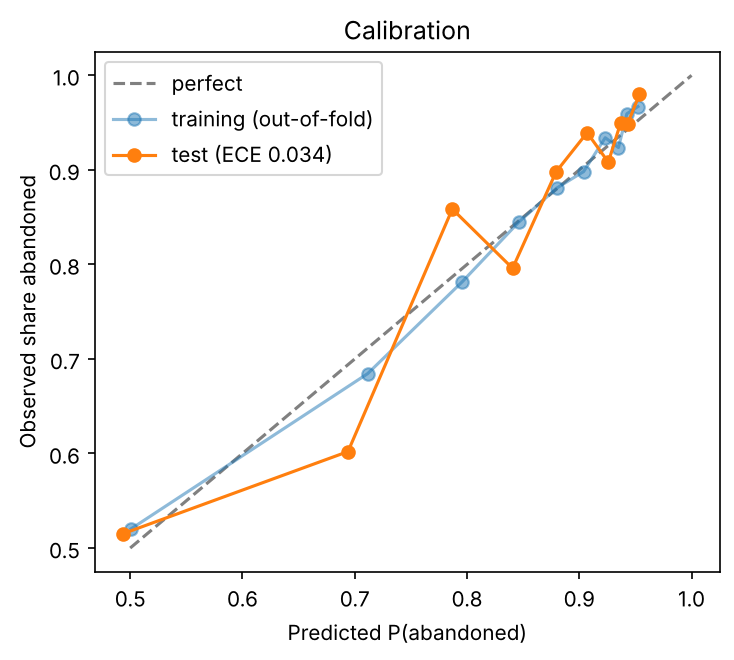 Calibration
perfect
training (out-of-fold)
test (ECE 0.034)
Observed share abandoned
1.0
0.9
0.8
0.7
0.6
0.5
0.5 0.6 0.7 0.8 0.9 1.0
Predicted P(abandoned)